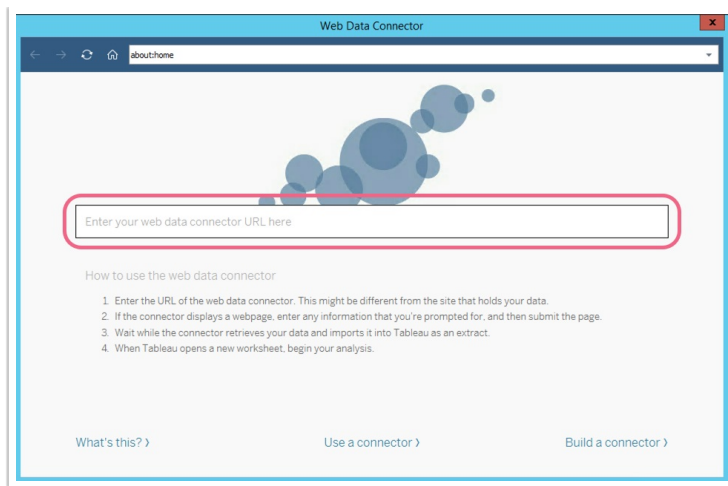 Web Data Connector
x
about:home
Enter your web data connector URL here
How to use the web data connector
1. Enter the URL of the web data connector. This might be different from the site that holds your data.
2. If the connector displays a webpage, enter any information that you're prompted for, and then submit the page.
3. Wait while the connector retrieves your data and imports it into Tableau as an extract.
4. When Tableau opens a new worksheet, begin your analysis.
What's this? ›
Use a connector ›
Build a connector ›